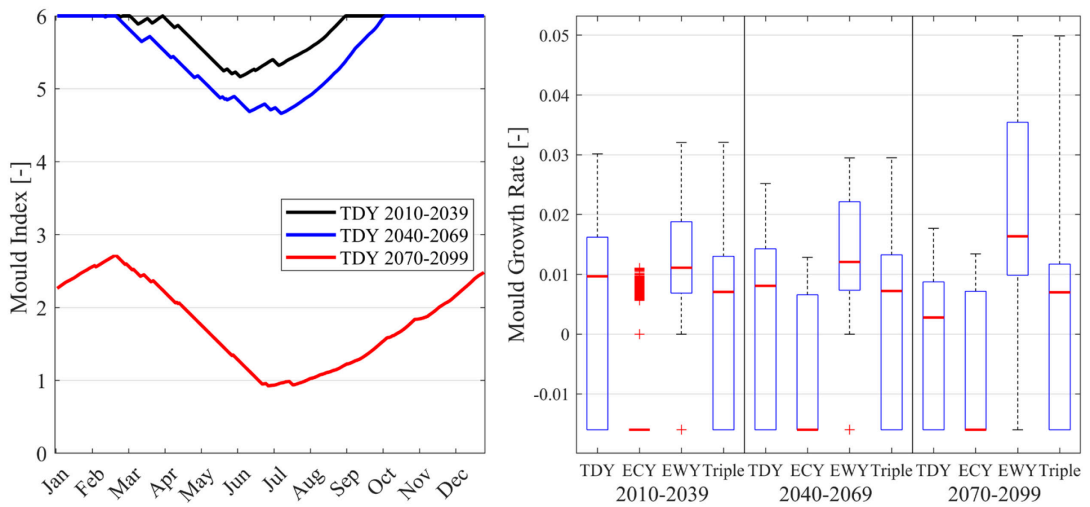 6
5
4
3
2
1
0
Mould Index [-]
TDY 2010-2039
TDY 2040-2069
TDY 2070-2099
Jan Feb Mar Apr May Jun Jul Aug Sep Oct Nov Dec
0.05
0.04
0.03
0.02
0.01
0
-0.01
Mould Growth Rate [-]
TDY ECY EWY Triple TDY ECY EWY Triple TDY ECY EWY Triple
2010-2039 2040-2069 2070-2099